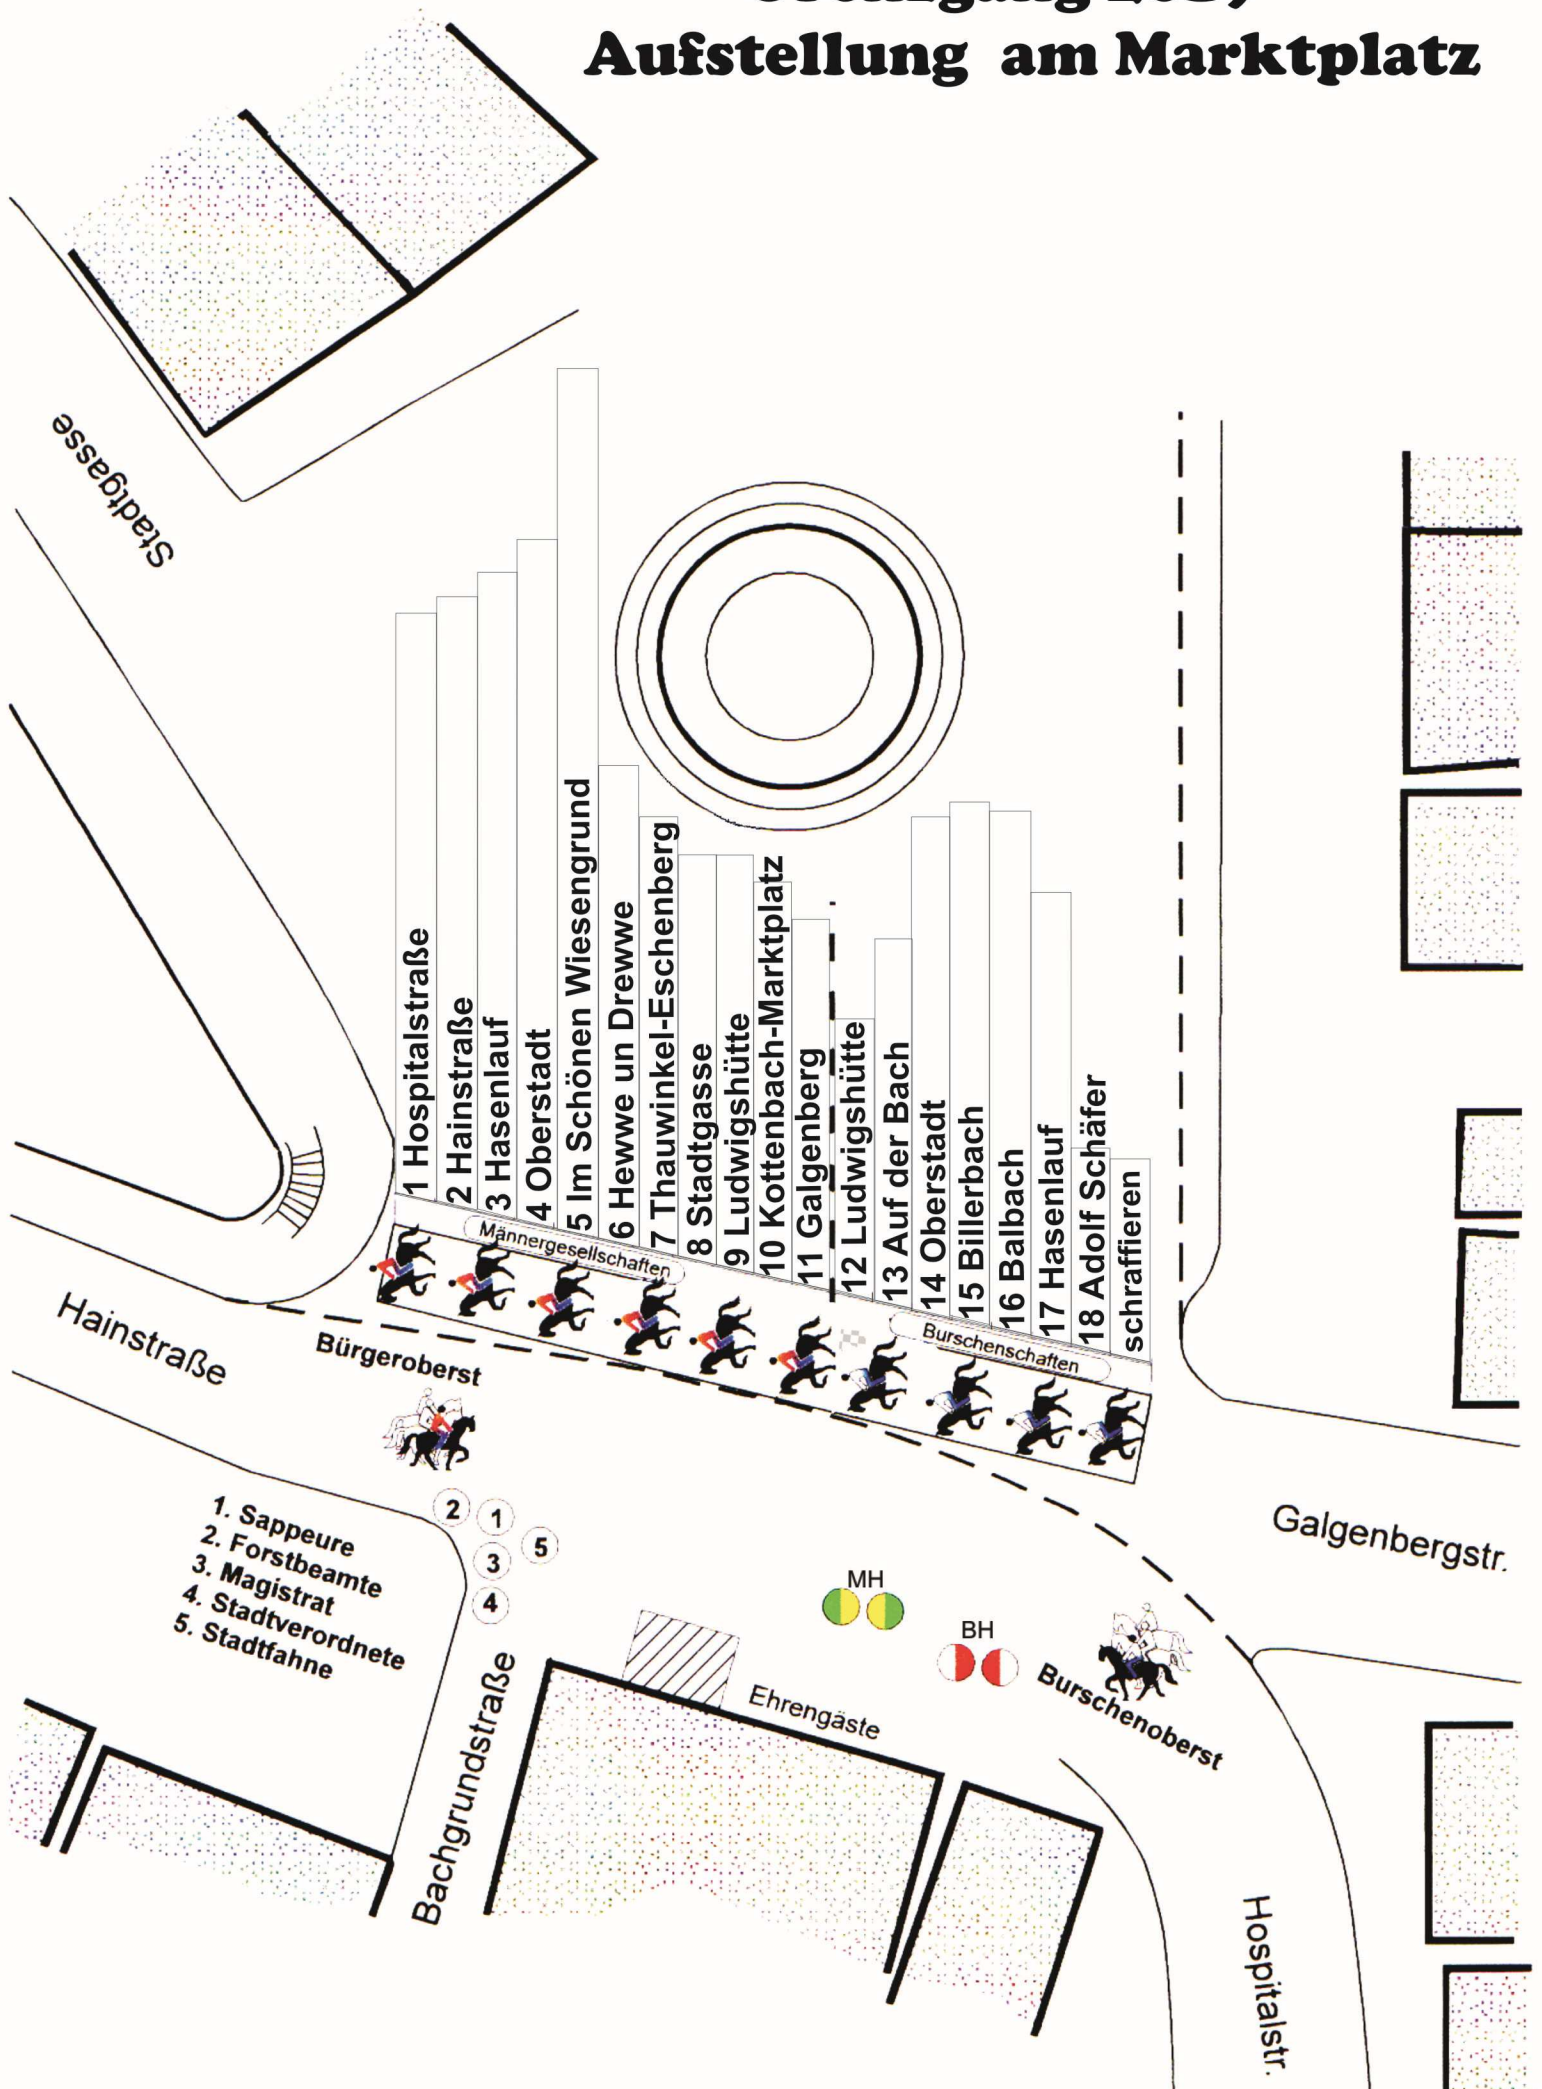 Aufstellung am Marktplatz
Stadtgasse
1 Hospitalstraße
2 Hainstraße
3 Hasenlauf
4 Oberstadt
5 Im Schönen Wiesengrund
6 Hewwe un Drewwe
7 Thauwinkel-Eschenberg
8 Stadtgasse
9 Ludwigshütte
10 Kottenbach-Marktplatz
11 Galgenberg
12 Ludwigshütte
13 Auf der Bach
14 Oberstadt
15 Billerbach
16 Balbach
17 Hasenlauf
18 Adolf Schäfer
schraffieren
Männergesellschaften
Burschenschaften
Hainstraße
Bürgeroberst
1. Sappeure
2. Forstbeamte
3. Magistrat
4. Stadtverordnete
5. Stadtfahne
2
1
5
3
4
Galgenbergstr.
MH
BH
Burschenoberst
Ehrengäste
Bachgrundstraße
Hospitalstr.